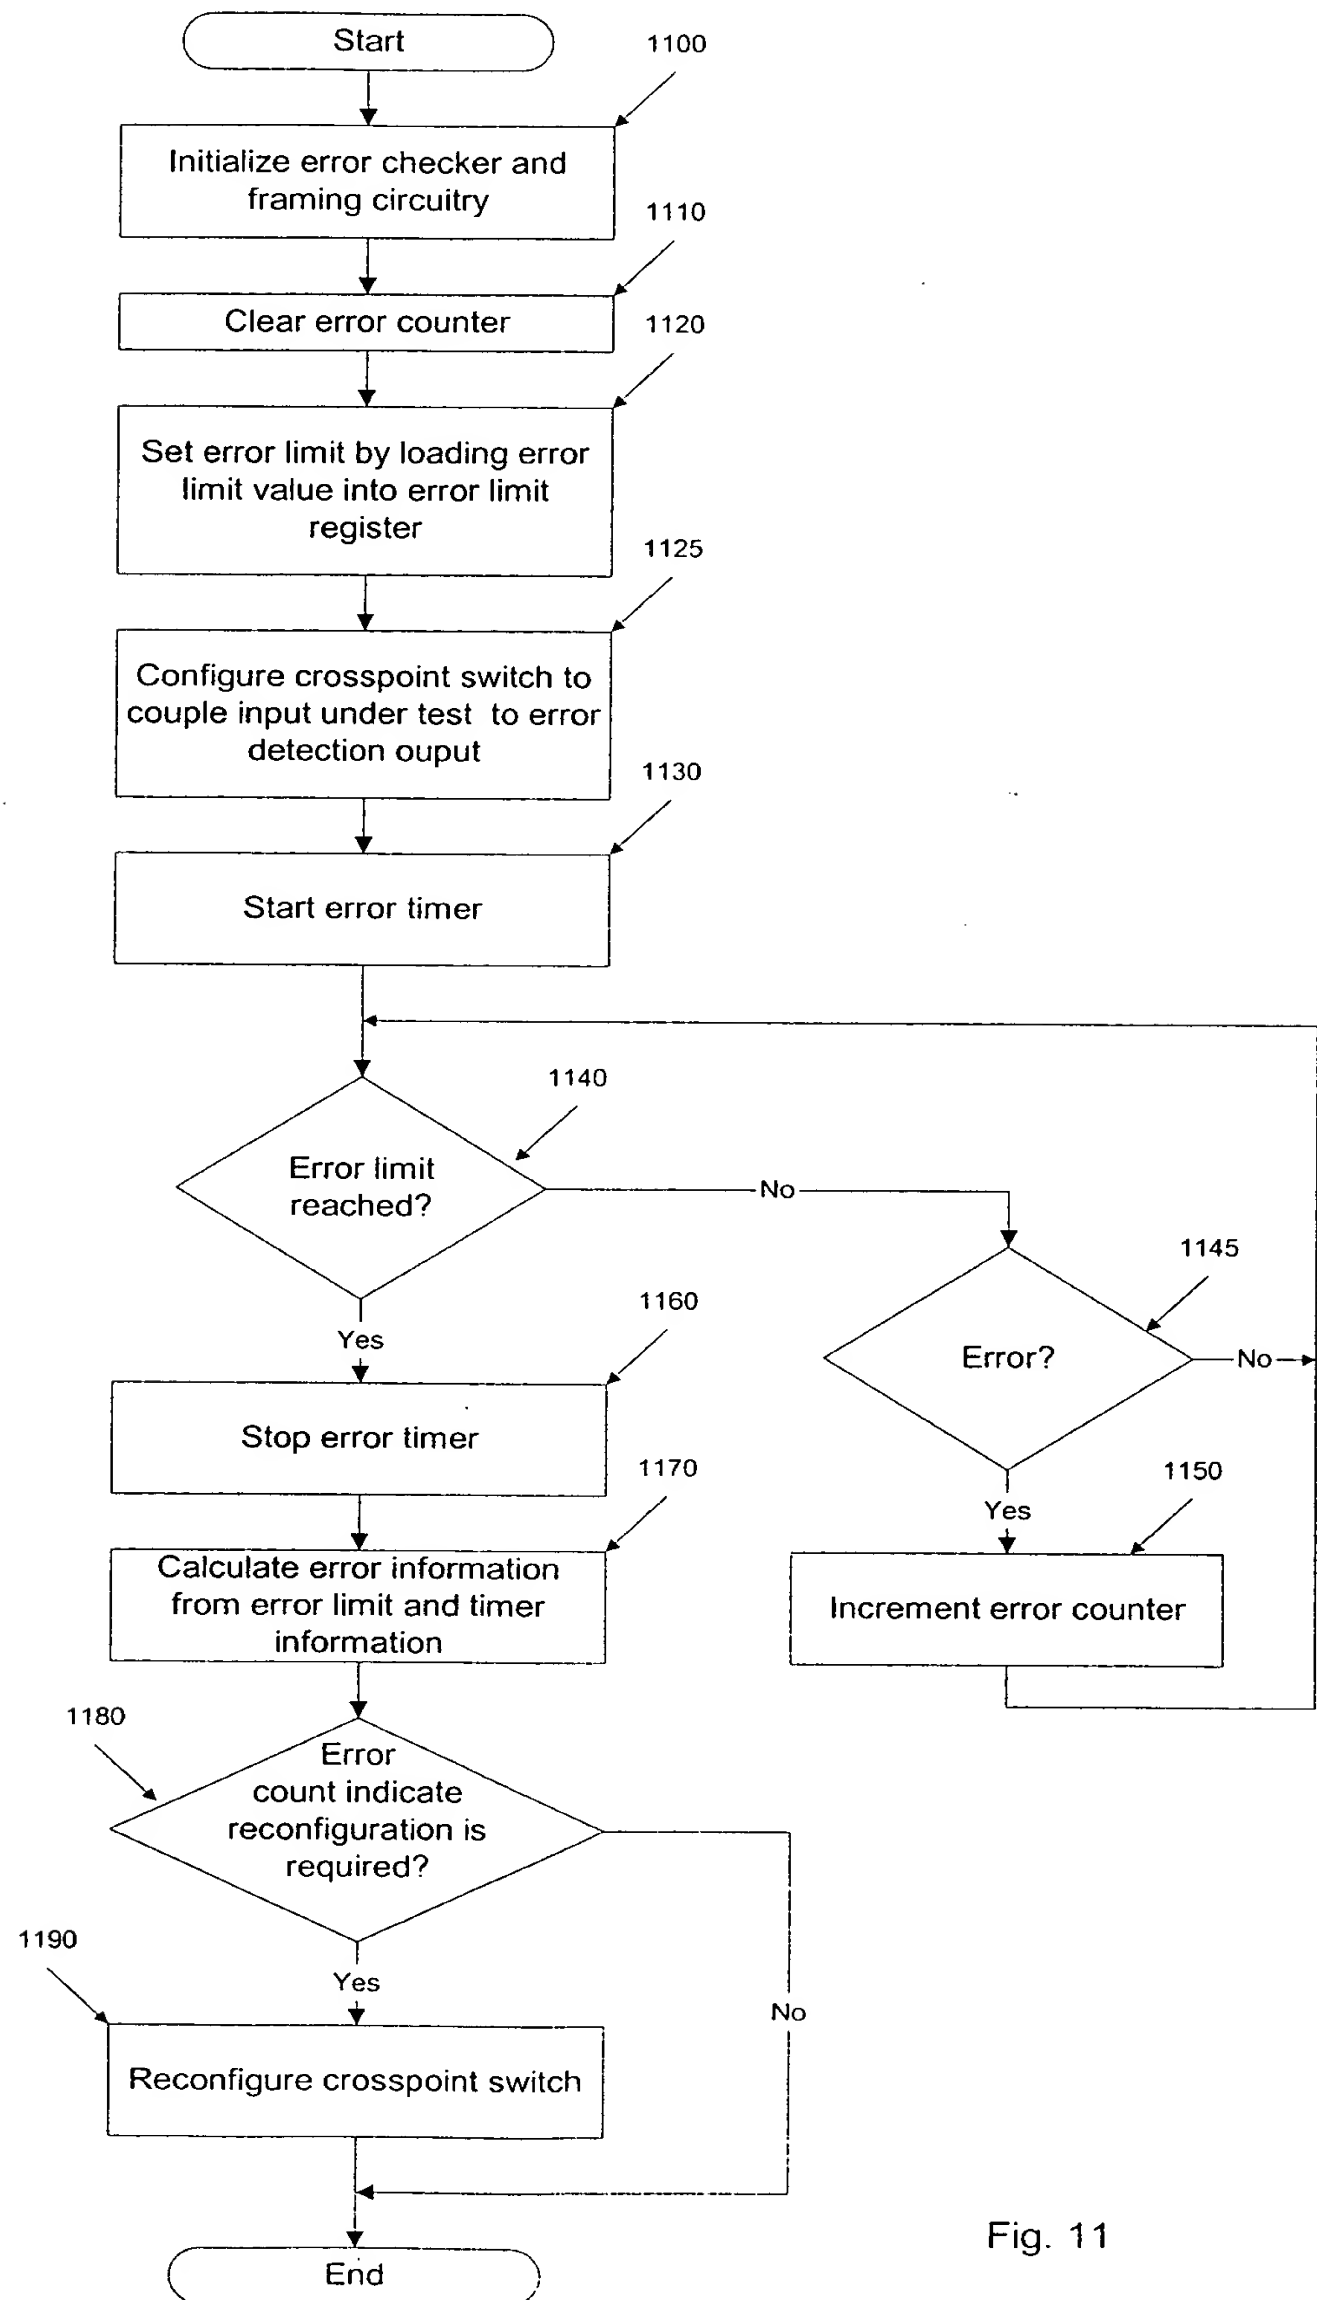 Start
1100
Initialize error checker and
framing circuitry
1110
Clear error counter
1120
Set error limit by loading error
limit value into error limit
register
1125
Configure crosspoint switch to
couple input under test to error
detection ouput
1130
Start error timer
1140
Error limit
reached?
No
1145
Error?
No
Yes
1150
Increment error counter
Yes
1160
Stop error timer
1170
Calculate error information
from error limit and timer
information
1180
Error
count indicate
reconfiguration is
required?
No
Yes
1190
Reconfigure crosspoint switch
End
Fig. 11